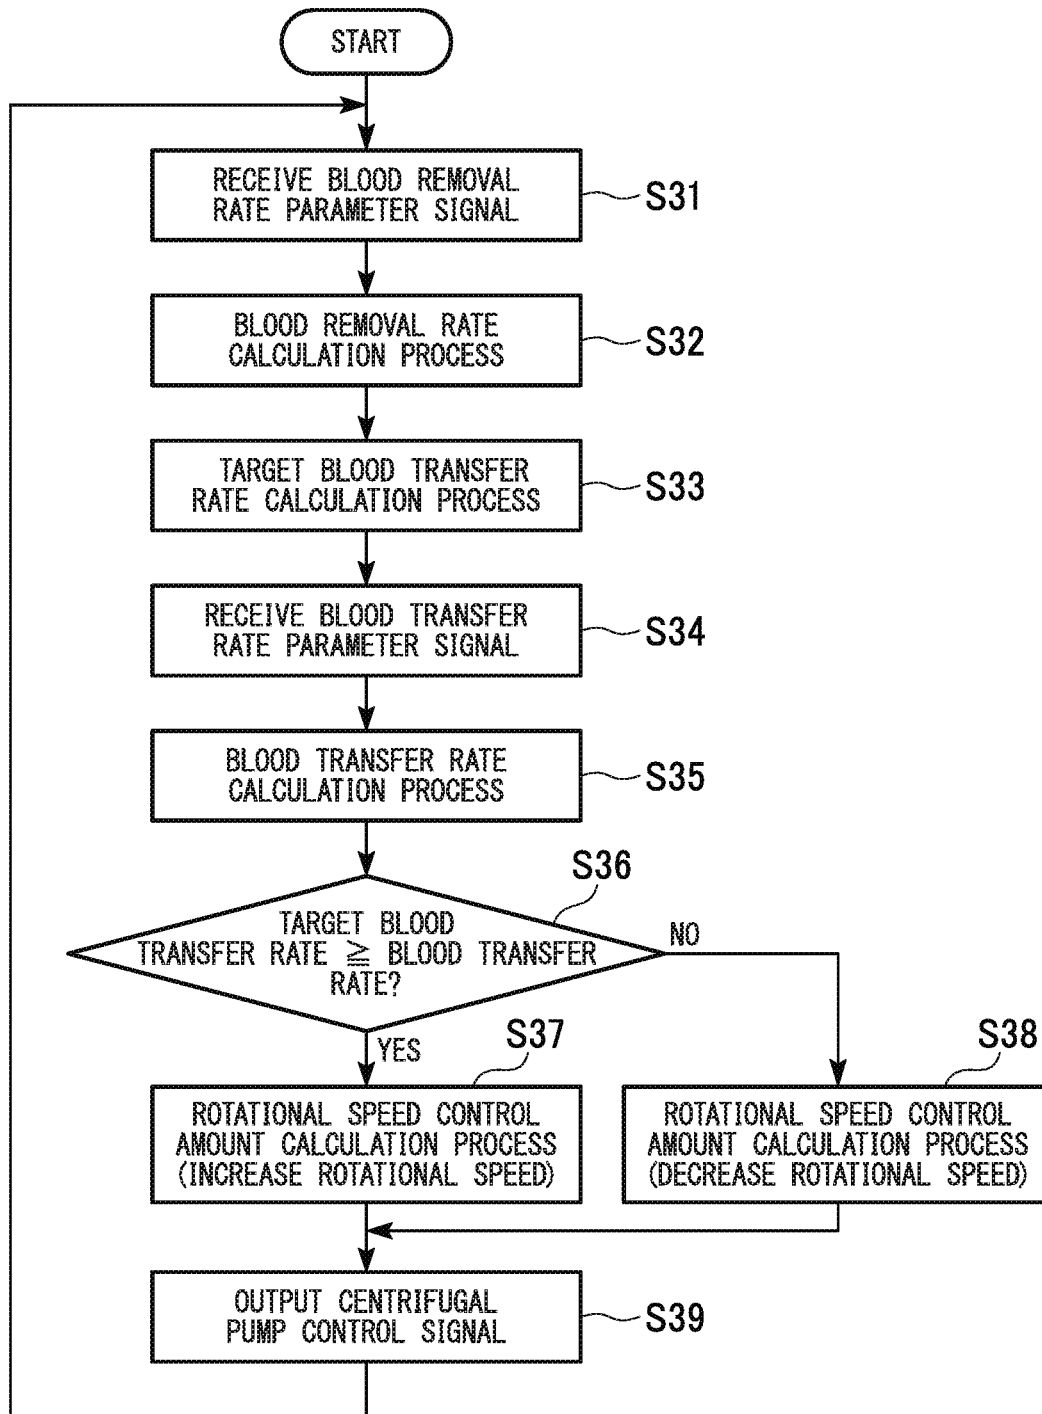 START
RECEIVE BLOOD REMOVAL
RATE PARAMETER SIGNAL
S31
BLOOD REMOVAL RATE
CALCULATION PROCESS
S32
TARGET BLOOD TRANSFER
RATE CALCULATION PROCESS
S33
RECEIVE BLOOD TRANSFER
RATE PARAMETER SIGNAL
S34
BLOOD TRANSFER RATE
CALCULATION PROCESS
S35
S36
TARGET BLOOD
TRANSFER RATE ≧ BLOOD TRANSFER
RATE?
NO
YES
S37
ROTATIONAL SPEED CONTROL
AMOUNT CALCULATION PROCESS
(INCREASE ROTATIONAL SPEED)
S38
ROTATIONAL SPEED CONTROL
AMOUNT CALCULATION PROCESS
(DECREASE ROTATIONAL SPEED)
OUTPUT CENTRIFUGAL
PUMP CONTROL SIGNAL
S39